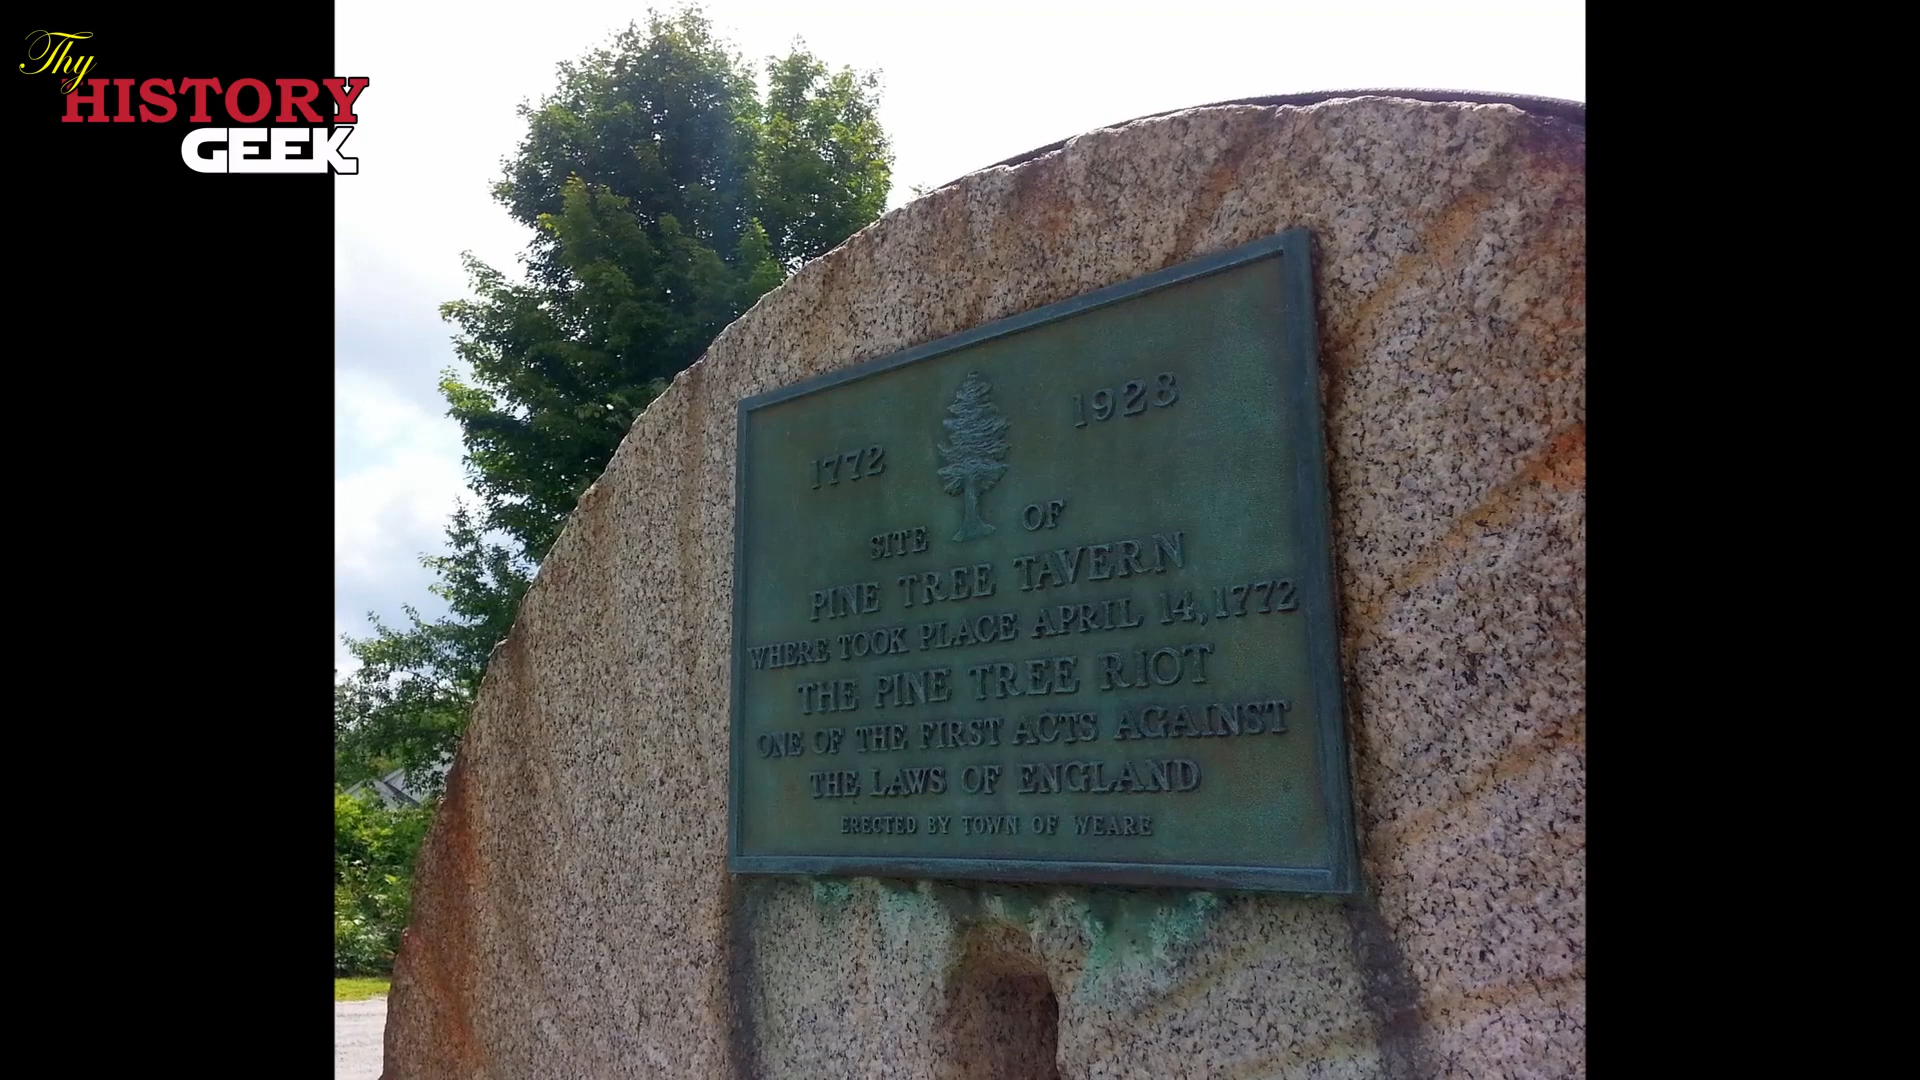 Thy
HISTORY
GEEK
1772 1928
SITE OF
PINE TREE TAVERN
WHERE TOOK PLACE APRIL 14, 1772
THE PINE TREE RIOT
ONE OF THE FIRST ACTS AGAINST
THE LAWS OF ENGLAND
ERECTED BY TOWN OF WEARE